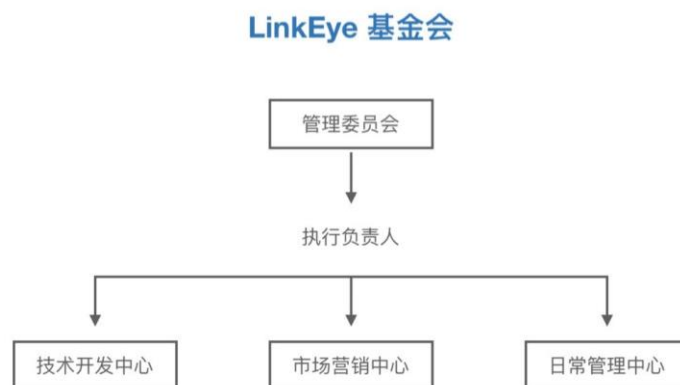 LinkEye 基金会
管理委员会
执行负责人
技术开发中心
市场营销中心
日常管理中心